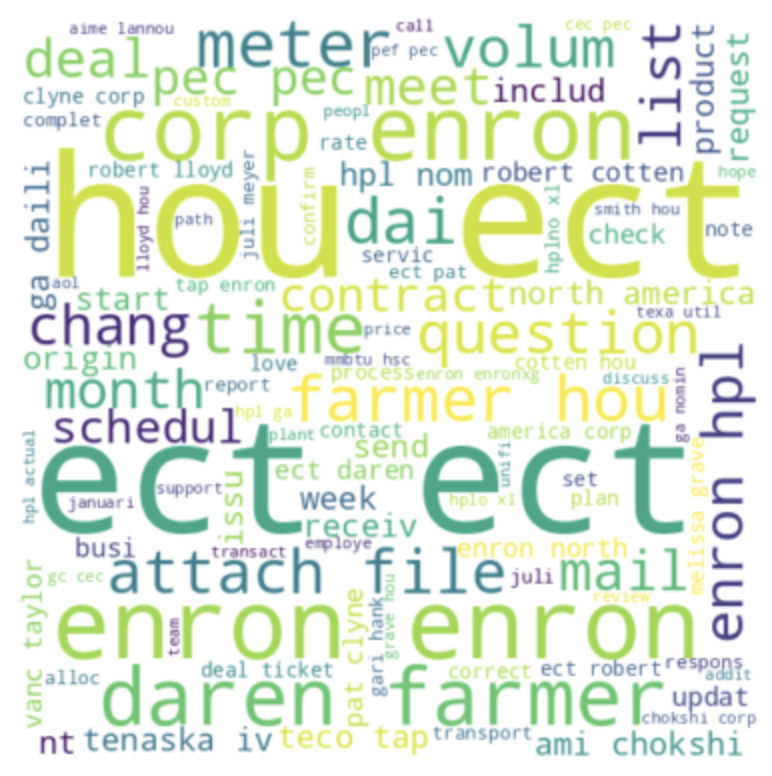 aime lannou
call
cec pec
deal
meter
pef pec
volum
list
product
request
pec pec
meet
includ
clyne corp
custom
complet
corp enron
peopl
rate
robert lloyd
hpl nom
robert cotten
hope
hou ect
ga daili
lloyd hou
path
juli meyer
confirm
dai
hplno xl
smith hou
check
note
servic
ect pat
aol
start
tap enron
contract
north america
texa util
chang
time
price
question
origin
love
mmbtu hsc
cotten hou
process
enron enronxg
discuss
month
report
farmer hou
ga nomin
enron hpl
hpl ga
schedul
plant
contact
america corp
send
hpl actual
ect ect
issu
ect daren
unifi
set
support
januari
week
hplo xl
plan
melissa grave
receiv
busi
transact
employe
enron north
attach file
juli
mail
gc cec
vanc taylor
review
enron enron
team
pat clyne
gari hank
grave hou
deal ticket
correct
ect robert
respons
alloc
addit
daren farmer
updat
chokshi corp
nt
tenaska iv
teco tap
transport
ami chokshi